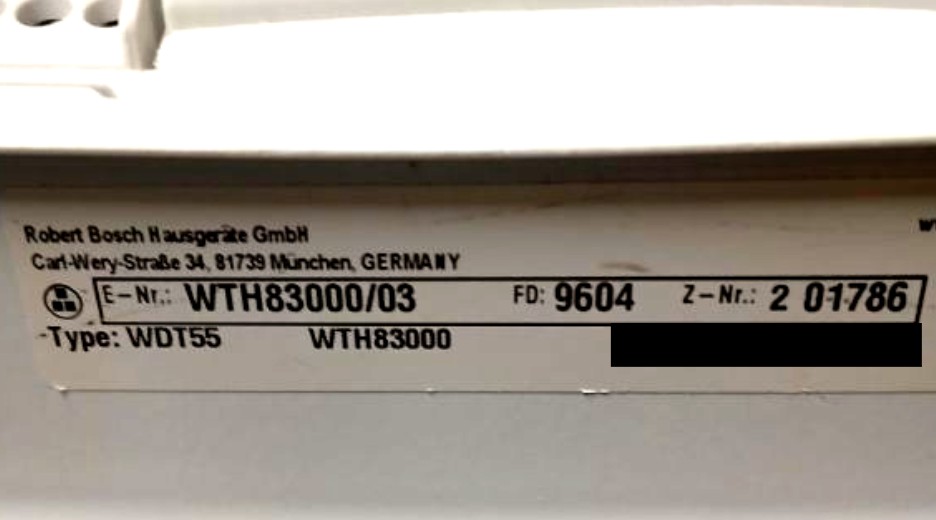 Robert Bosch Hausgeräte GmbH
Carl-Wery-Straße 34, 81739 München, GERMANY
E-Nr.: WTH83000/03 FD: 9604 Z-Nr.: 2 01786
Type: WDT55 WTH83000